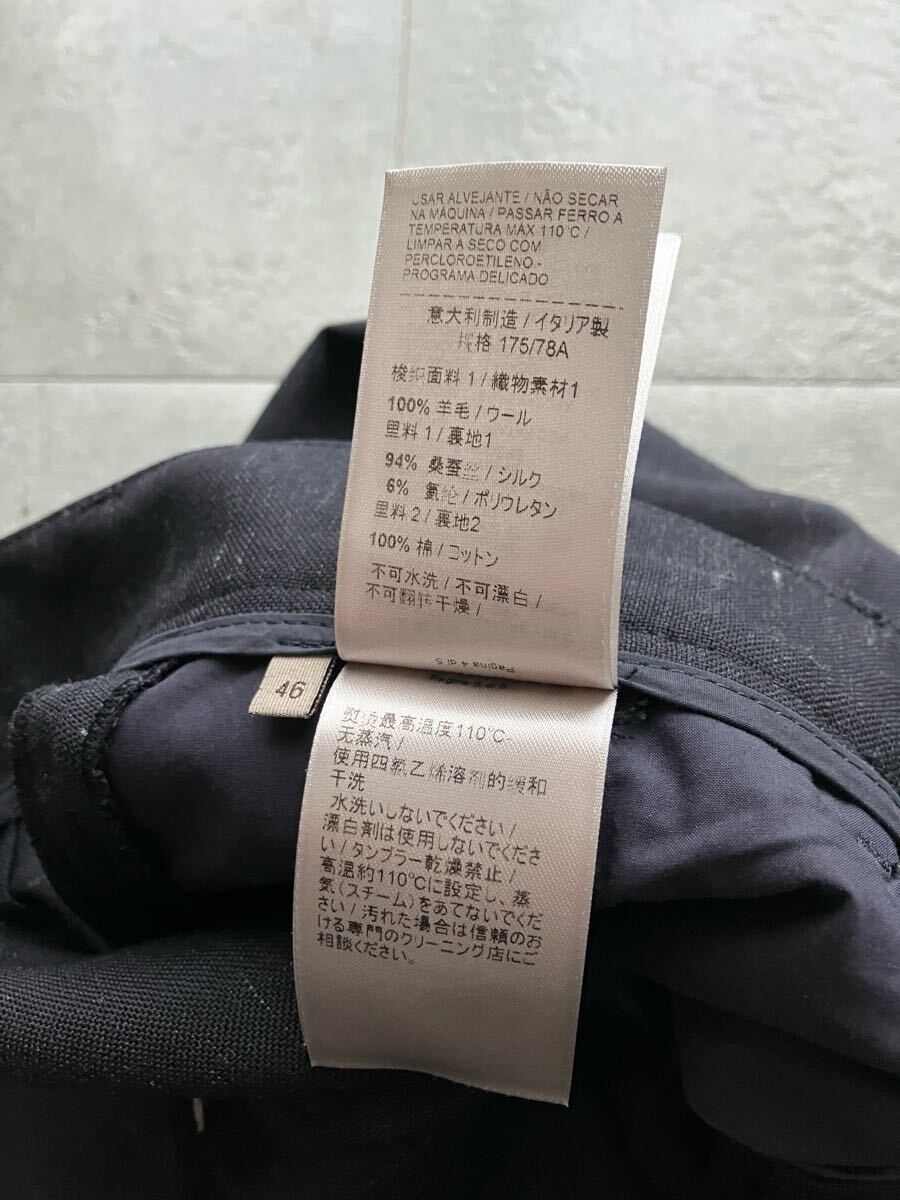 USAR ALVEJANTE / NÃO SECAR
NA MÁQUINA / PASSAR FERRO A
TEMPERATURA MÁX 110°C /
LIMPAR A SECO COM
PERCLOROETILENO -
PROGRAMA DELICADO
意大利制造 / イタリア製
规格 175/78A
梭织面料 1 / 織物素材1
100% 羊毛 / ウール
里料 1 / 裏地1
94% 桑蚕丝 / シルク
6% 氨纶 / ポリウレタン
里料 2 / 裏地2
100% 棉 / コットン
不可水洗 / 不可漂白 /
不可翻转干燥 /
Pagina 4 di 5
46
熨烫最高温度110℃-
无蒸汽 /
使用四氯乙烯溶剂的缓和
干洗
水洗いしないでください /
漂白剤は使用しないでくださ
い / タンブラー乾燥禁止 /
高温約110℃に設定し、蒸
気(スチーム)をあてないでくだ
さい / 汚れた場合は信頼のお
ける専門のクリーニング店にご
相談ください。